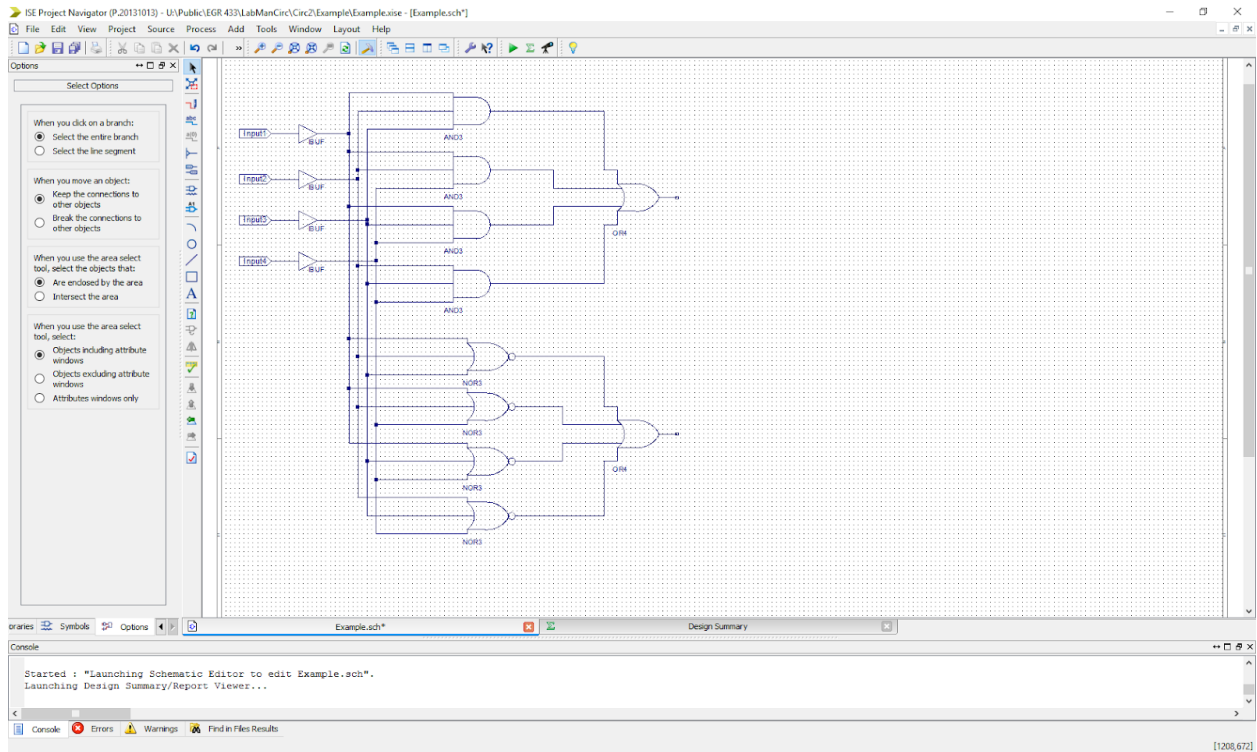 ISE Project Navigator (P.20131013) - U:\Public\EGR 433\LabManCirc\Circ2\Example\Example.xise - [Example.sch*]
File Edit View Project Source Process Add Tools Window Layout Help
Options
Select Options
When you click on a branch:
Select the entire branch
Select the line segment
When you move an object:
Keep the connections to
other objects
Break the connections to
other objects
When you use the area select
tool, select the objects that:
Are enclosed by the area
Intersect the area
When you use the area select
tool, select:
Objects including attribute
windows
Objects excluding attribute
windows
Attributes windows only
Input1
BUF
Input2
BUF
Input3
BUF
Input4
BUF
AND3
AND3
AND3
AND3
OR4
NOR3
NOR3
NOR3
NOR3
OR4
oraries Symbols Options
Example.sch*
Design Summary
Console
Started : "Launching Schematic Editor to edit Example.sch".
Launching Design Summary/Report Viewer...
Console Errors Warnings Find in Files Results
[1208,672]